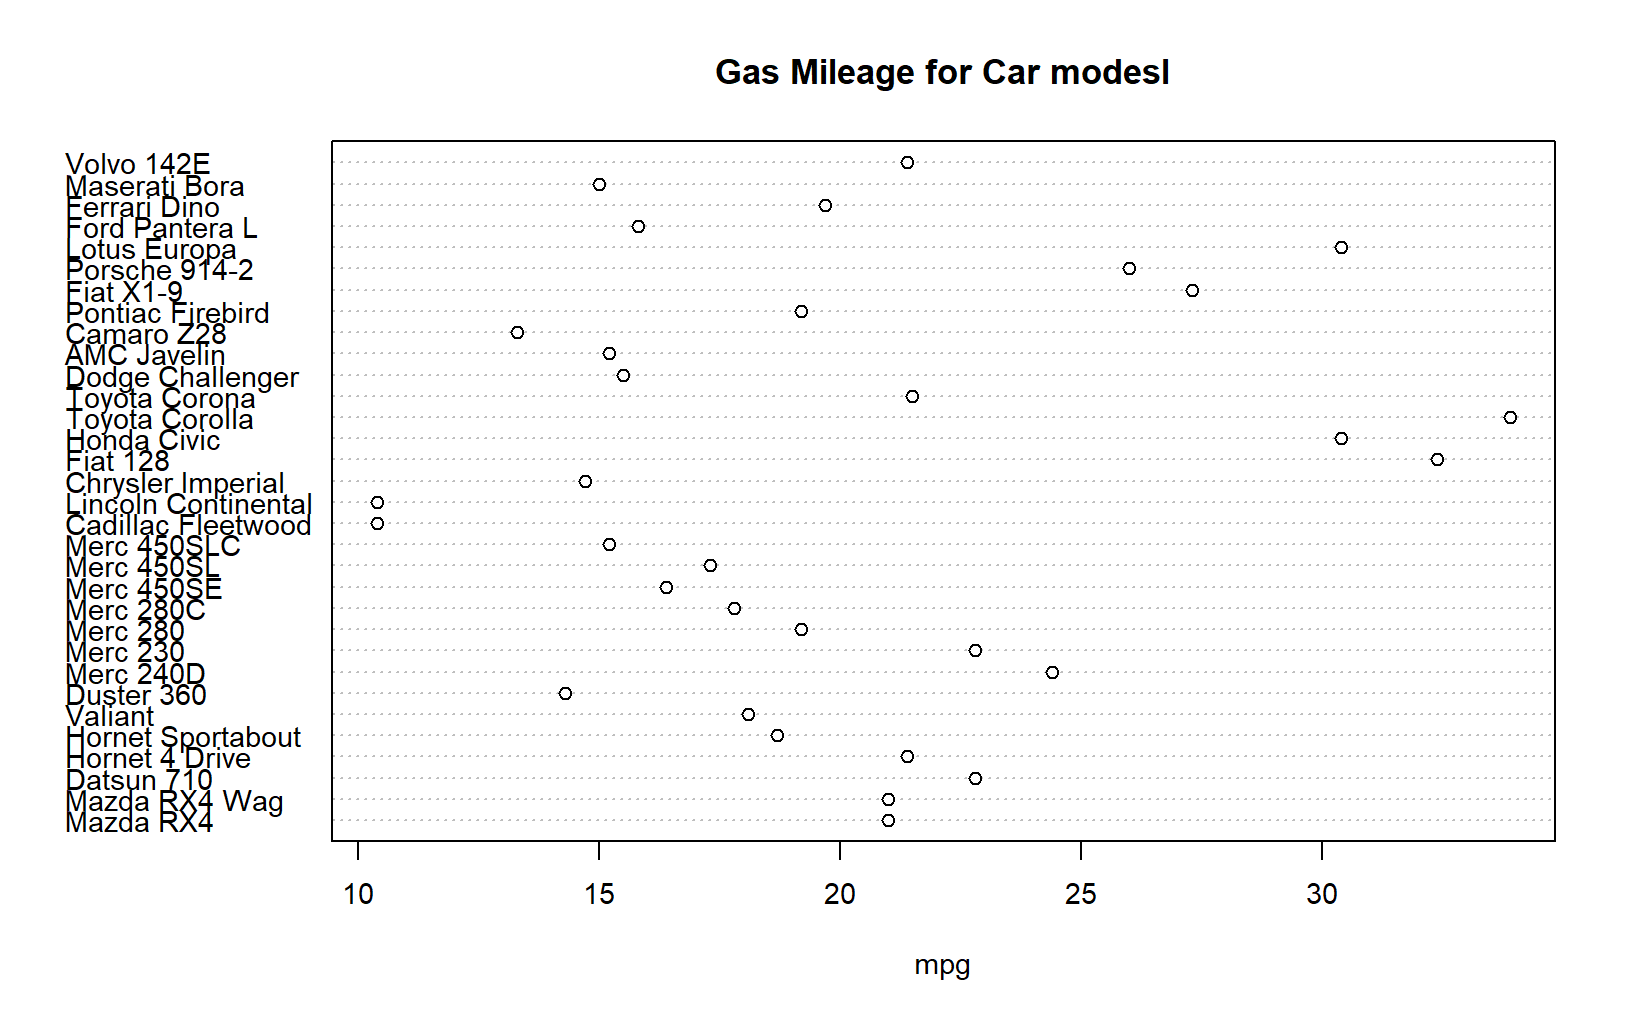 Gas Mileage for Car modesl
Volvo 142E
Maserati Bora
Ferrari Dino
Ford Pantera L
Lotus Europa
Porsche 914-2
Fiat X1-9
Pontiac Firebird
Camaro Z28
AMC Javelin
Dodge Challenger
Toyota Corona
Toyota Corolla
Honda Civic
Fiat 128
Chrysler Imperial
Lincoln Continental
Cadillac Fleetwood
Merc 450SLC
Merc 450SL
Merc 450SE
Merc 280C
Merc 280
Merc 230
Merc 240D
Duster 360
Valiant
Hornet Sportabout
Hornet 4 Drive
Datsun 710
Mazda RX4 Wag
Mazda RX4
10 15 20 25 30
mpg